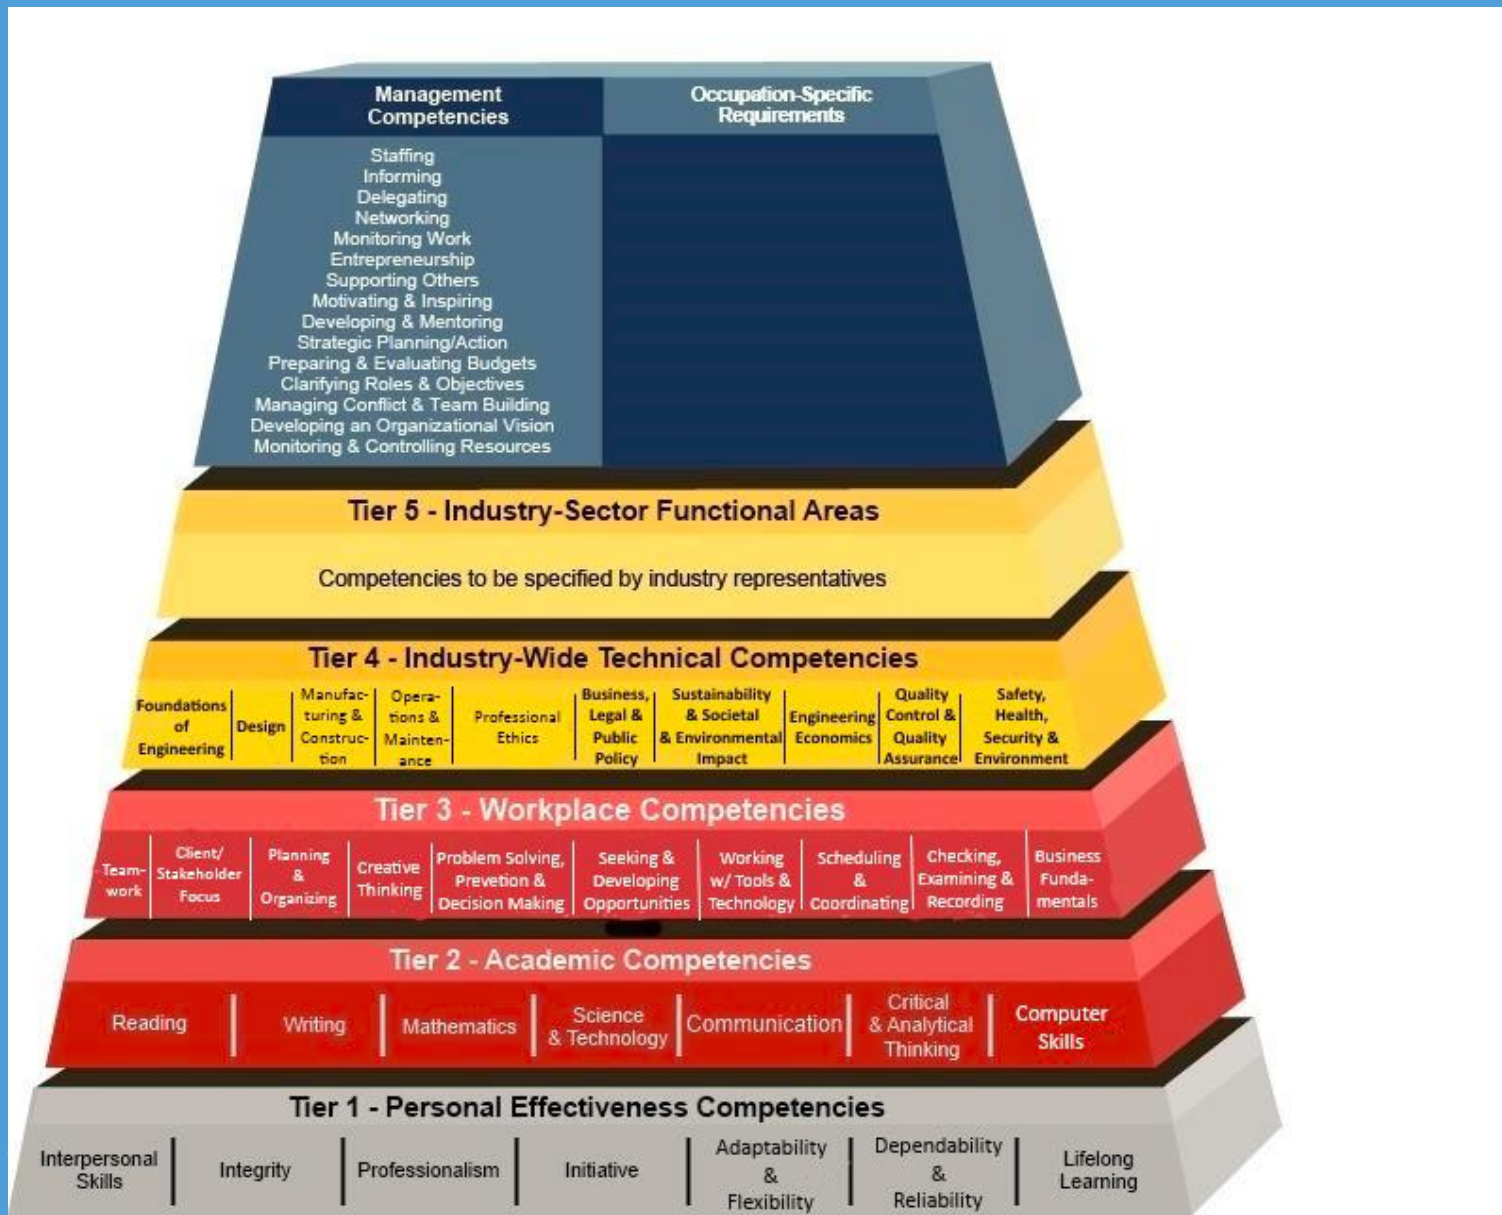 Management
Competencies
Occupation-Specific
Requirements
Staffing
Informing
Delegating
Networking
Monitoring Work
Entrepreneurship
Supporting Others
Motivating & Inspiring
Developing & Mentoring
Strategic Planning/Action
Preparing & Evaluating Budgets
Clarifying Roles & Objectives
Managing Conflict & Team Building
Developing an Organizational Vision
Monitoring & Controlling Resources
Tier 5 - Industry-Sector Functional Areas
Competencies to be specified by industry representatives
Tier 4 - Industry-Wide Technical Competencies
Foundations
of
Engineering
Design
Manufac-
turing &
Construc-
tion
Opera-
tions &
Mainten-
ance
Professional
Ethics
Business,
Legal &
Public
Policy
Sustainability
& Societal
& Environmental
Impact
Engineering
Economics
Quality
Control &
Quality
Assurance
Safety,
Health,
Security &
Environment
Tier 3 - Workplace Competencies
Team-
work
Client/
Stakeholder
Focus
Planning
&
Organizing
Creative
Thinking
Problem Solving,
Prevetion &
Decision Making
Seeking &
Developing
Opportunities
Working
w/ Tools &
Technology
Scheduling
&
Coordinating
Checking,
Examining &
Recording
Business
Funda-
mentals
Tier 2 - Academic Competencies
Reading
Writing
Mathematics
Science
& Technology
Communication
Critical
& Analytical
Thinking
Computer
Skills
Tier 1 - Personal Effectiveness Competencies
Interpersonal
Skills
Integrity
Professionalism
Initiative
Adaptability
&
Flexibility
Dependability
&
Reliability
Lifelong
Learning